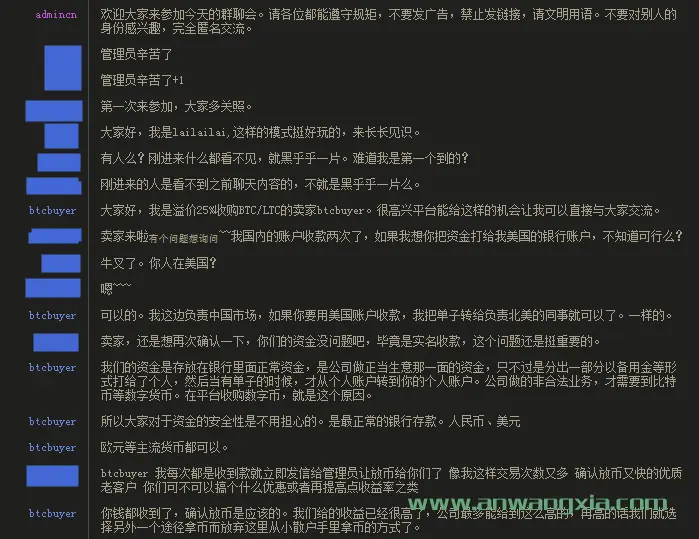 admincn 欢迎大家来参加今天的群聊会。请各位都能遵守规矩，不要发广告，禁止发链接，请文明用语。不要对别人的
身份感兴趣，完全匿名交流。
管理员辛苦了
管理员辛苦了+1
第一次来参加，大家多关照。
大家好，我是lailailai,这样的模式挺好玩的，来长长见识。
有人么？刚进来什么都看不见，就黑乎乎一片。难道我是第一个到的？
刚进来的人是看不到之前聊天内容的，不就是黑乎乎一片么。
btcbuyer 大家好，我是溢价25%收购BTC/LTC的卖家btcbuyer。很高兴平台能给这样的机会让我可以直接与大家交流。
卖家来啦有个问题想询问~~我国内的账户收款两次了，如果我想你把资金打给我美国的银行账户，不知道可行么？
牛叉了。你人在美国？
嗯~~~
btcbuyer 可以的。我这边负责中国市场，如果你要用美国账户收款，我把单子转给负责北美的同事就可以了。一样的。
卖家，还是想再次确认一下，你们的资金没问题吧，毕竟是实名收款，这个问题还是挺重要的。
btcbuyer 我们的资金是存放在银行里面正常资金，是公司做正当生意那一面的资金，只不过是分出一部分以备用金等形
式打给了个人，然后当有单子的时候，才从个人账户转到你的个人账户。公司做的非合法业务，才需要到比特
币等数字货币。在平台收购数字币，就是这个原因。
btcbuyer 所以大家对于资金的安全性是不用担心的。是最正常的银行存款。人民币、美元
btcbuyer 欧元等主流货币都可以。
btcbuyer 我每次都是收到款就立即发信给管理员让放币给你们了 像我这样交易次数又多 确认放币又快的优质
老客户 你们可不可以搞个什么优惠或者再提高点收益率之类
www.anwangxia.com
btcbuyer 你钱都收到了，确认放币是应该的。我们给的收益已经很高了，公司最多能给到这么高的，再高的话我们就选
择另外一个途径拿币而放弃这里从小散户手里拿币的方式了。